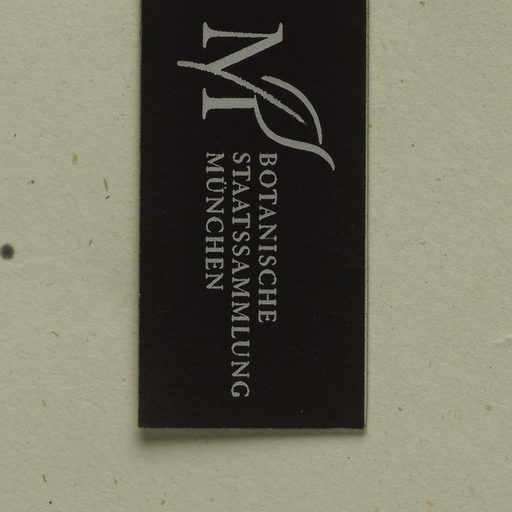 M
BOTANISCHE
STAATSSAMMLUNG
MÜNCHEN